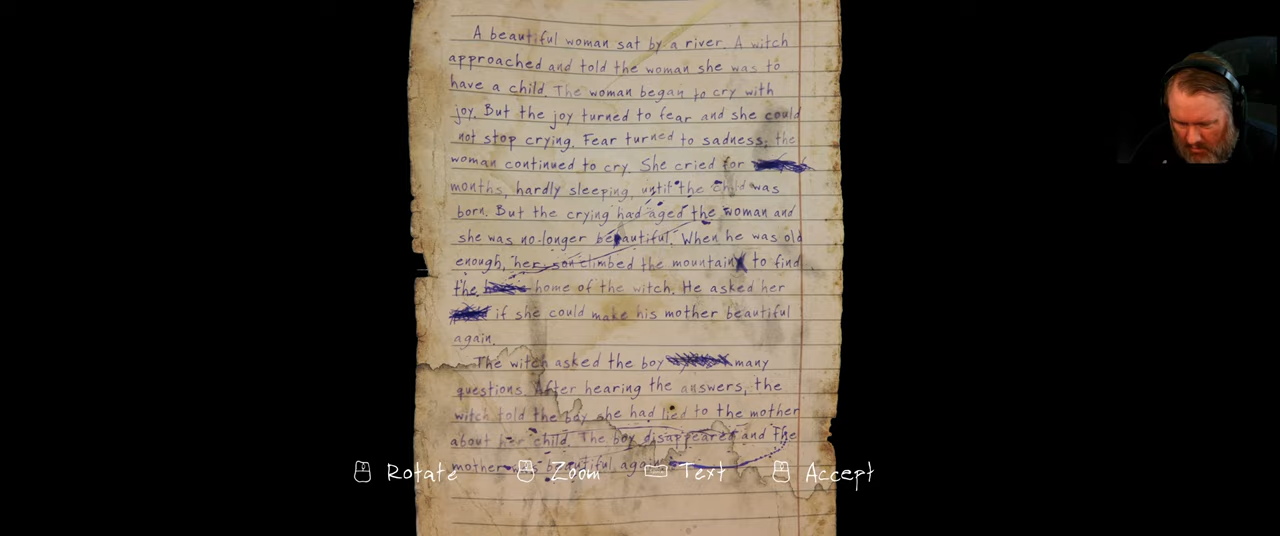 A beautiful woman sat by a river. A witch
approached and told the woman she was to
have a child. The woman began to cry with
joy. But the joy turned to fear and she could
not stop crying. Fear turned to sadness; the
woman continued to cry. She cried for
months, hardly sleeping, until the child was
born. But the crying had aged the woman and
she was no longer beautiful. When he was old
enough, her son climbed the mountain to find
the home of the witch. He asked her
if she could make his mother beautiful
again.
The witch asked the boy many
questions. After hearing the answers, the
witch told the boy she had lied to the mother
about her child. The boy disappeared and the
mother was beautiful again
Rotate Zoom Text Accept